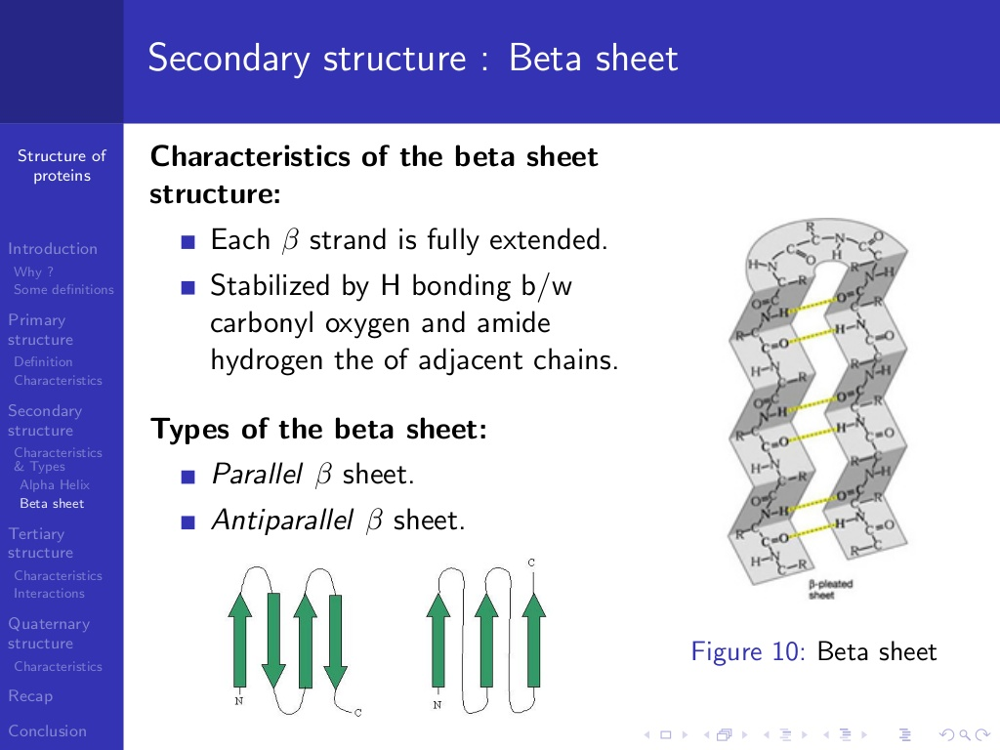 Secondary structure : Beta sheet
Structure of
proteins
Introduction
Why ?
Some definitions
Primary
structure
Definition
Characteristics
Secondary
structure
Characteristics
& Types
Alpha Helix
Beta sheet
Tertiary
structure
Characteristics
Interactions
Quaternary
structure
Characteristics
Recap
Conclusion
Characteristics of the beta sheet
structure:
Each β strand is fully extended.
Stabilized by H bonding b/w
carbonyl oxygen and amide
hydrogen the of adjacent chains.
Types of the beta sheet:
Parallel β sheet.
Antiparallel β sheet.
N
C
N
C
β-pleated
sheet
Figure 10: Beta sheet